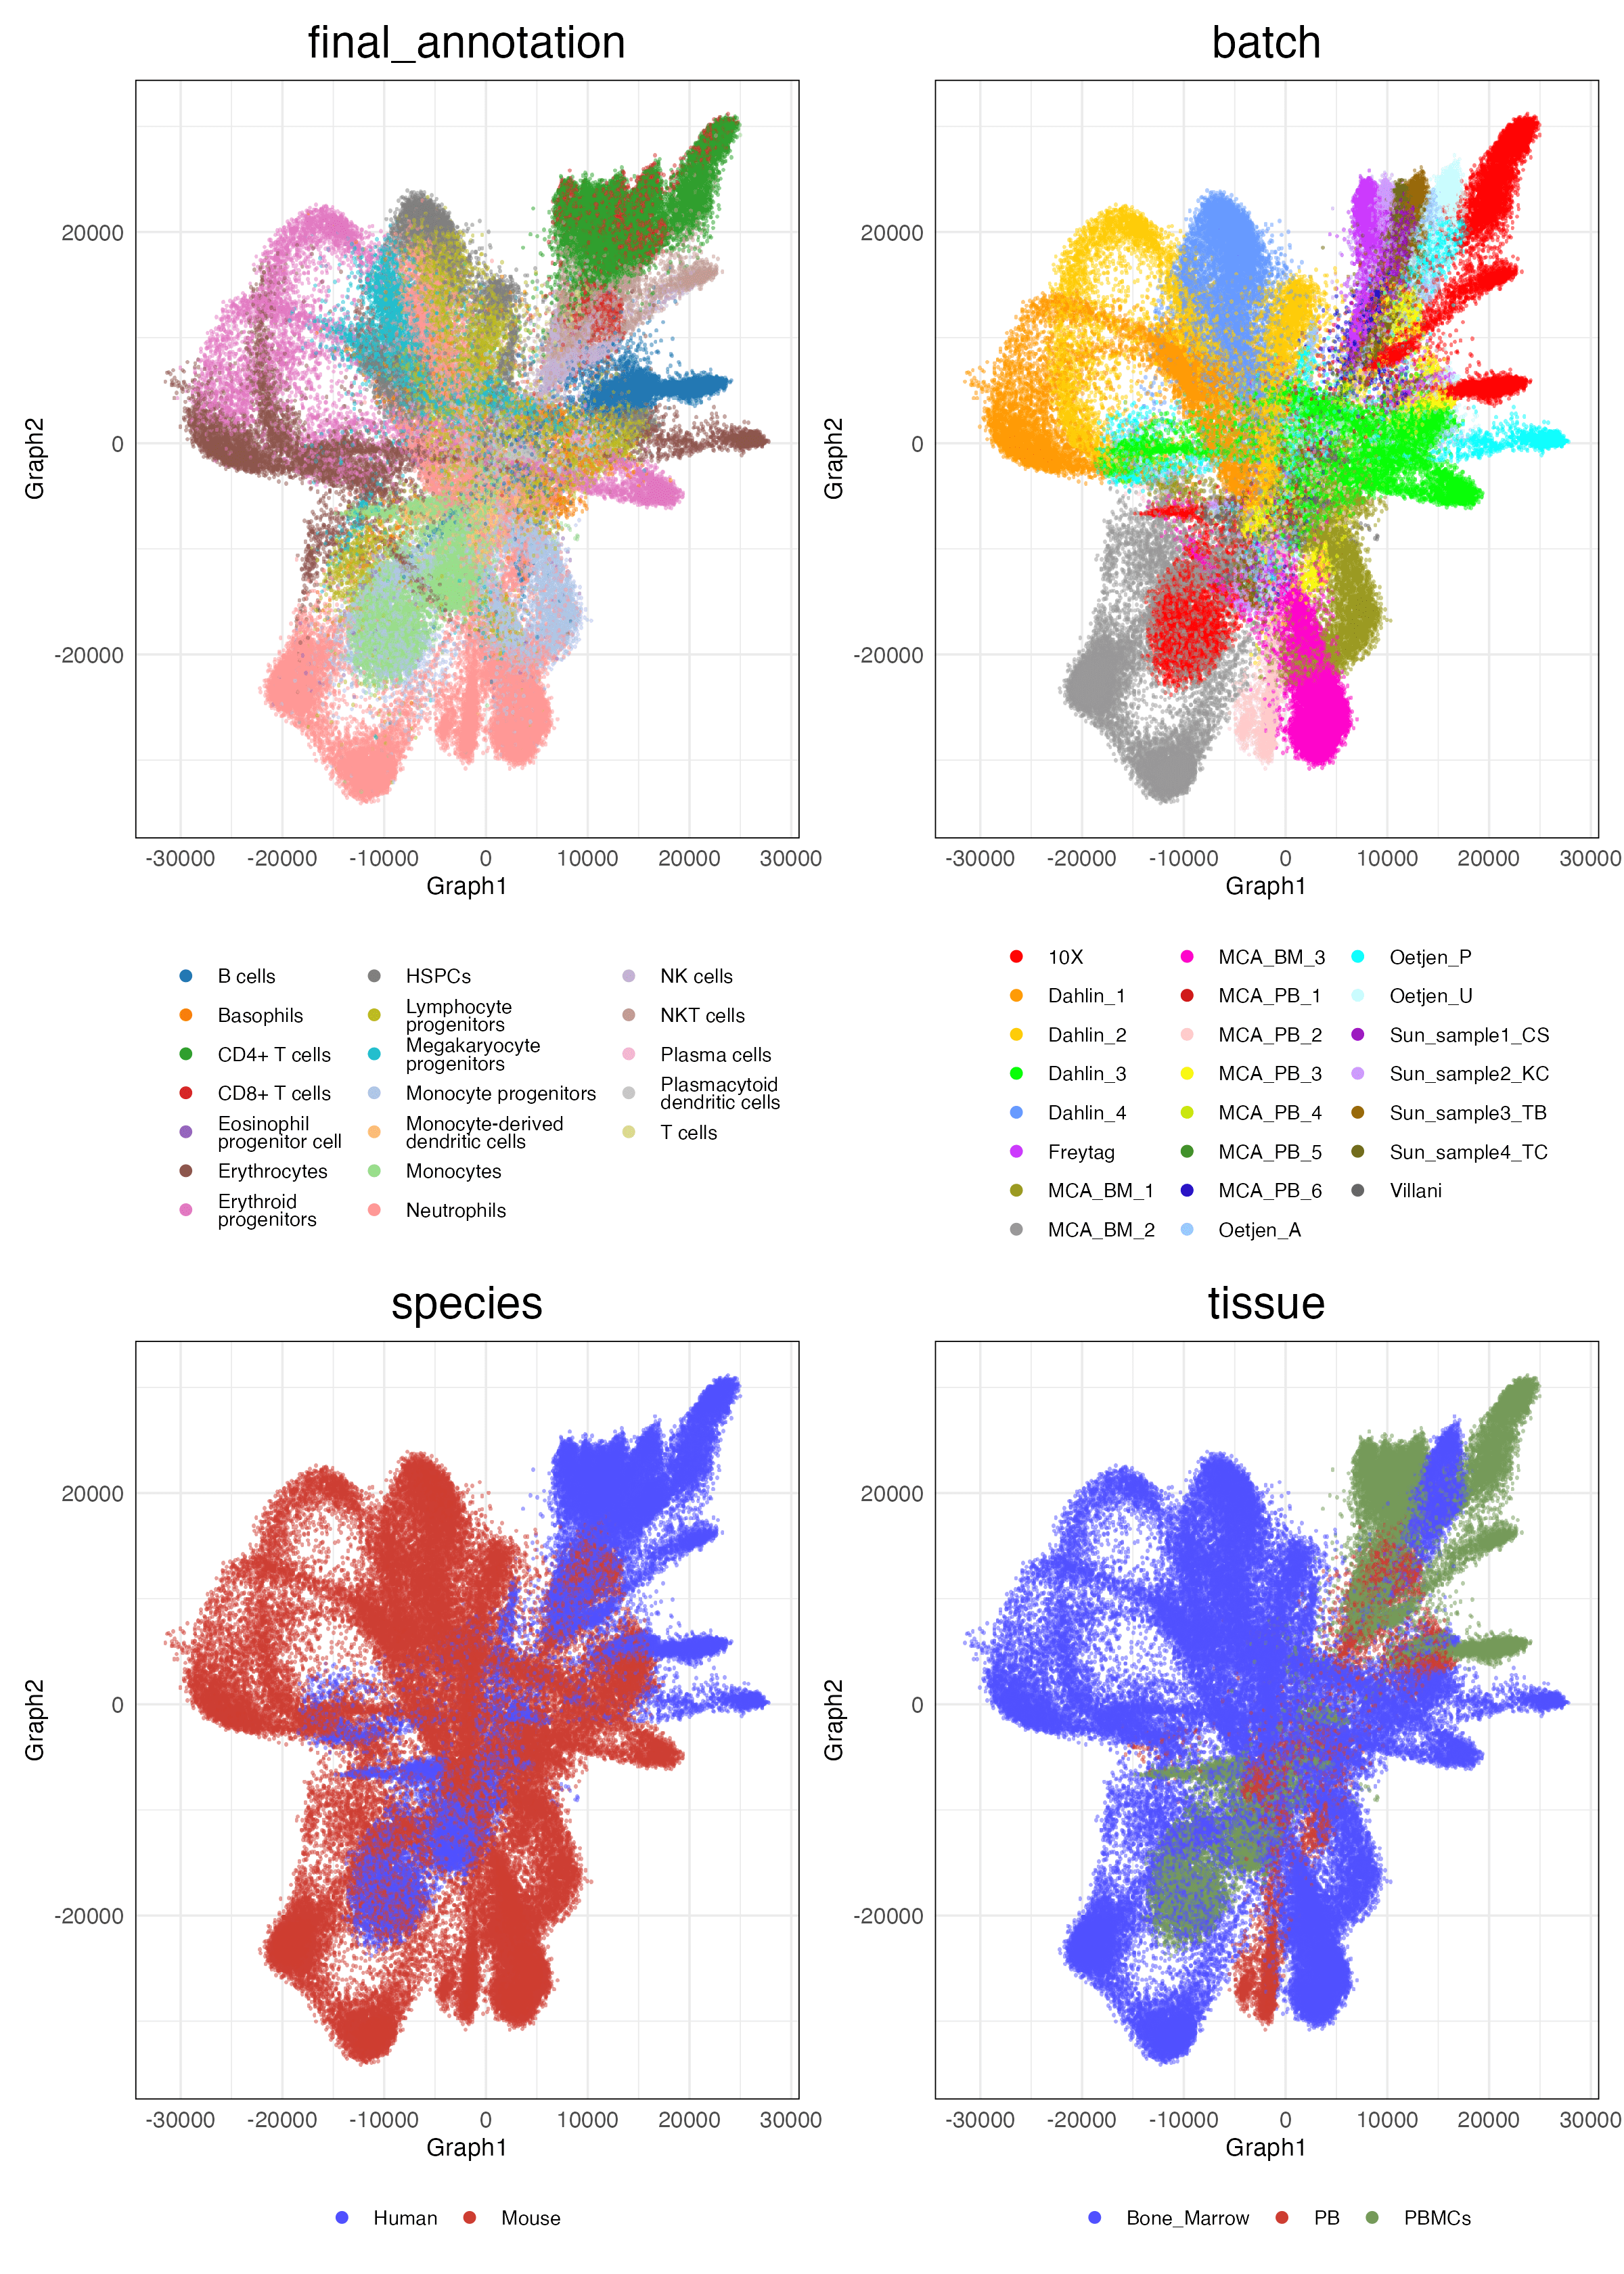 final_annotation
batch
Graph2
20000
0
-20000
-30000 -20000 -10000 0 10000 20000 30000
Graph1
Graph2
20000
0
-20000
-30000 -20000 -10000 0 10000 20000 30000
Graph1
B cells
Basophils
CD4+ T cells
CD8+ T cells
Eosinophil
progenitor cell
Erythrocytes
Erythroid
progenitors
HSPCs
Lymphocyte
progenitors
Megakaryocyte
progenitors
Monocyte progenitors
Monocyte-derived
dendritic cells
Monocytes
Neutrophils
NK cells
NKT cells
Plasma cells
Plasmacytoid
dendritic cells
T cells
10X
Dahlin_1
Dahlin_2
Dahlin_3
Dahlin_4
Freytag
MCA_BM_1
MCA_BM_2
MCA_BM_3
MCA_PB_1
MCA_PB_2
MCA_PB_3
MCA_PB_4
MCA_PB_5
MCA_PB_6
Oetjen_A
Oetjen_P
Oetjen_U
Sun_sample1_CS
Sun_sample2_KC
Sun_sample3_TB
Sun_sample4_TC
Villani
species
tissue
Graph2
20000
0
-20000
-30000 -20000 -10000 0 10000 20000 30000
Graph1
Graph2
20000
0
-20000
-30000 -20000 -10000 0 10000 20000 30000
Graph1
Human Mouse
Bone_Marrow PB PBMCs